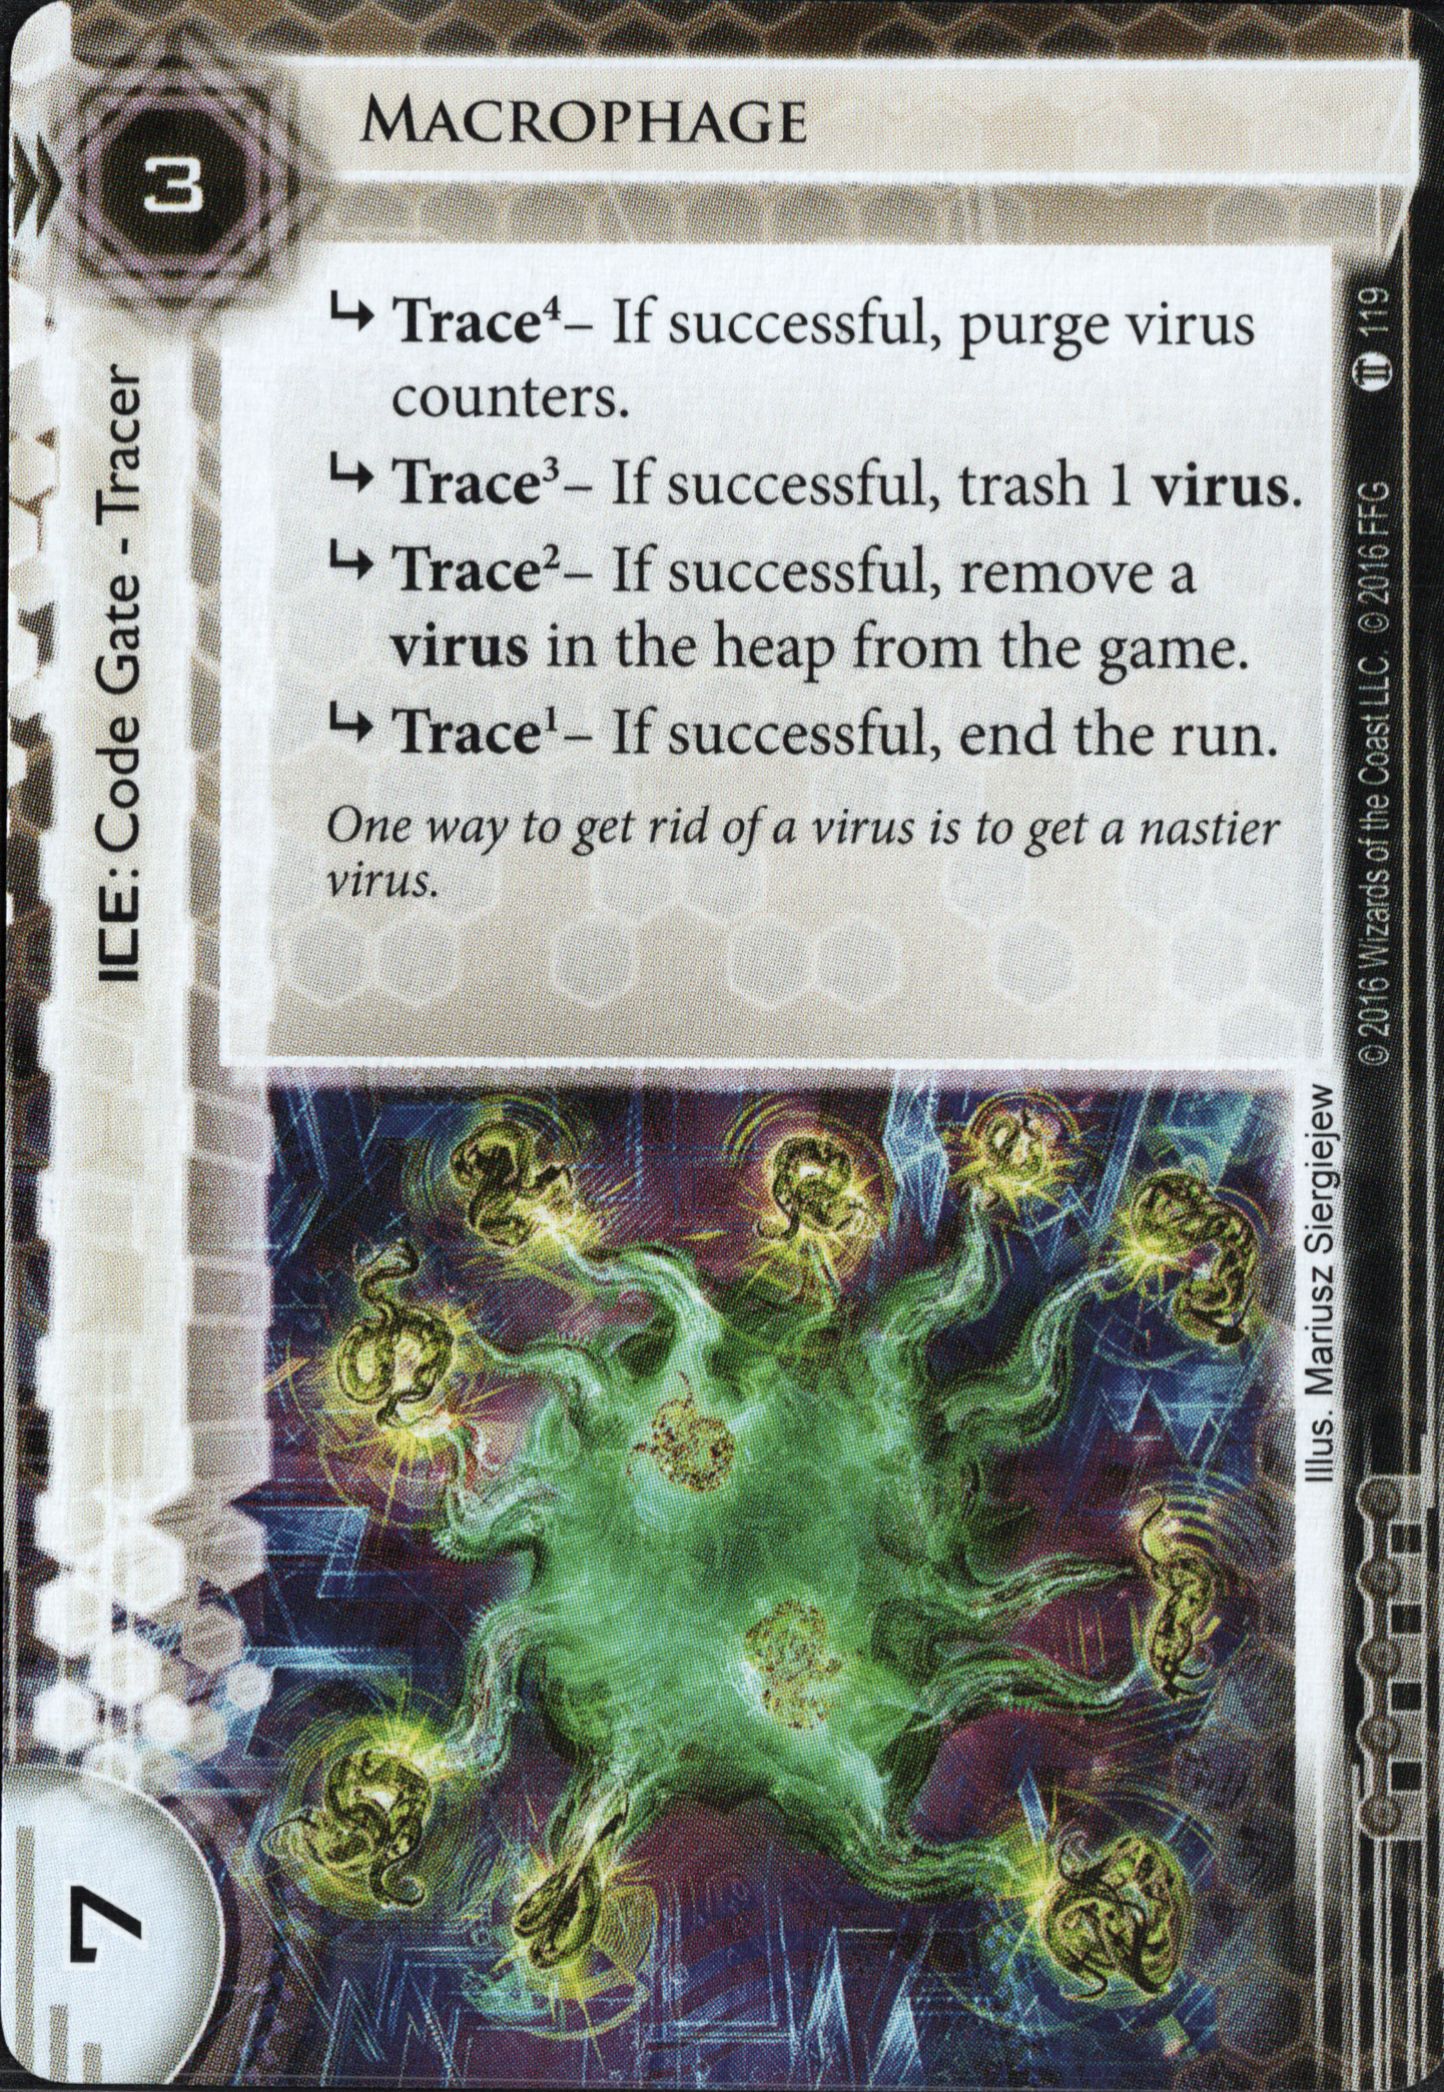 MACROPHAGE
3
↳ Trace⁴– If successful, purge virus
counters.
↳ Trace³– If successful, trash 1 virus.
↳ Trace²– If successful, remove a
virus in the heap from the game.
↳ Trace¹– If successful, end the run.
One way to get rid of a virus is to get a nastier
virus.
ICE: Code Gate - Tracer
7
Illus. Mariusz Siergiejew
© 2016 Wizards of the Coast LLC. © 2016 FFG 119